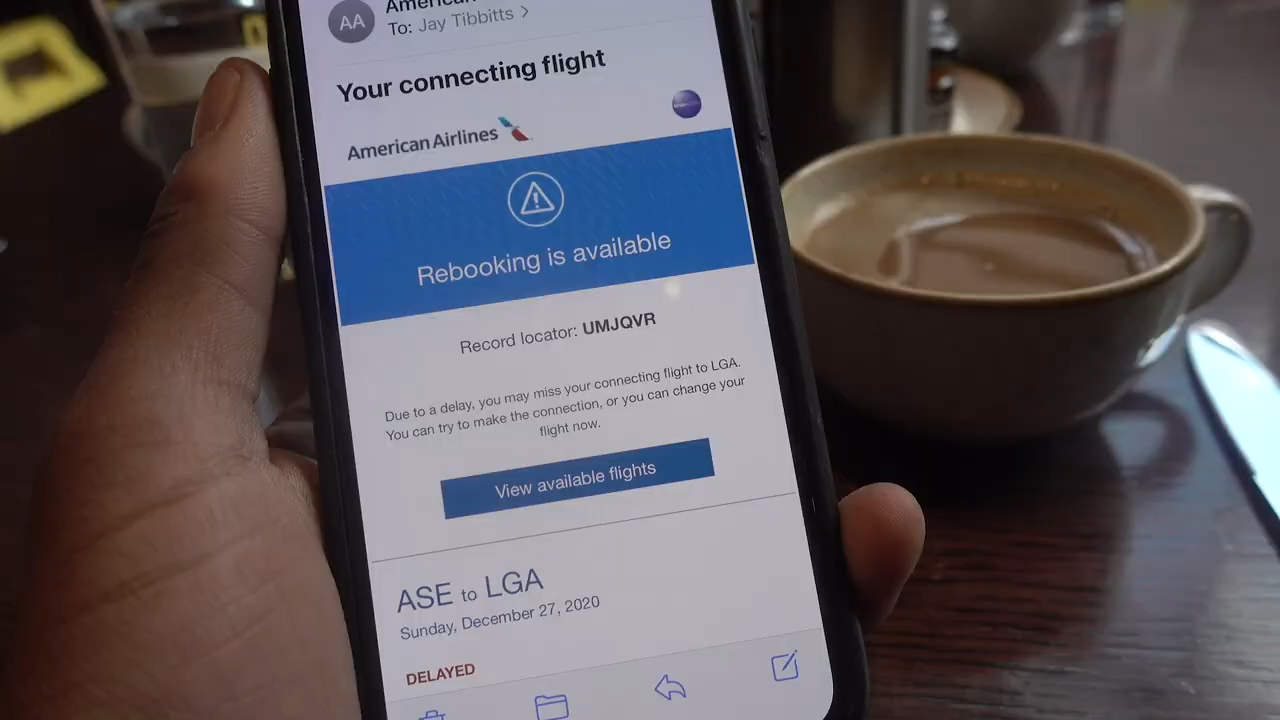 American
AA
To: Jay Tibbitts >
Your connecting flight
American Airlines
Rebooking is available
Record locator: UMJQVR
Due to a delay, you may miss your connecting flight to LGA.
You can try to make the connection, or you can change your
flight now.
View available flights
ASE to LGA
Sunday, December 27, 2020
DELAYED